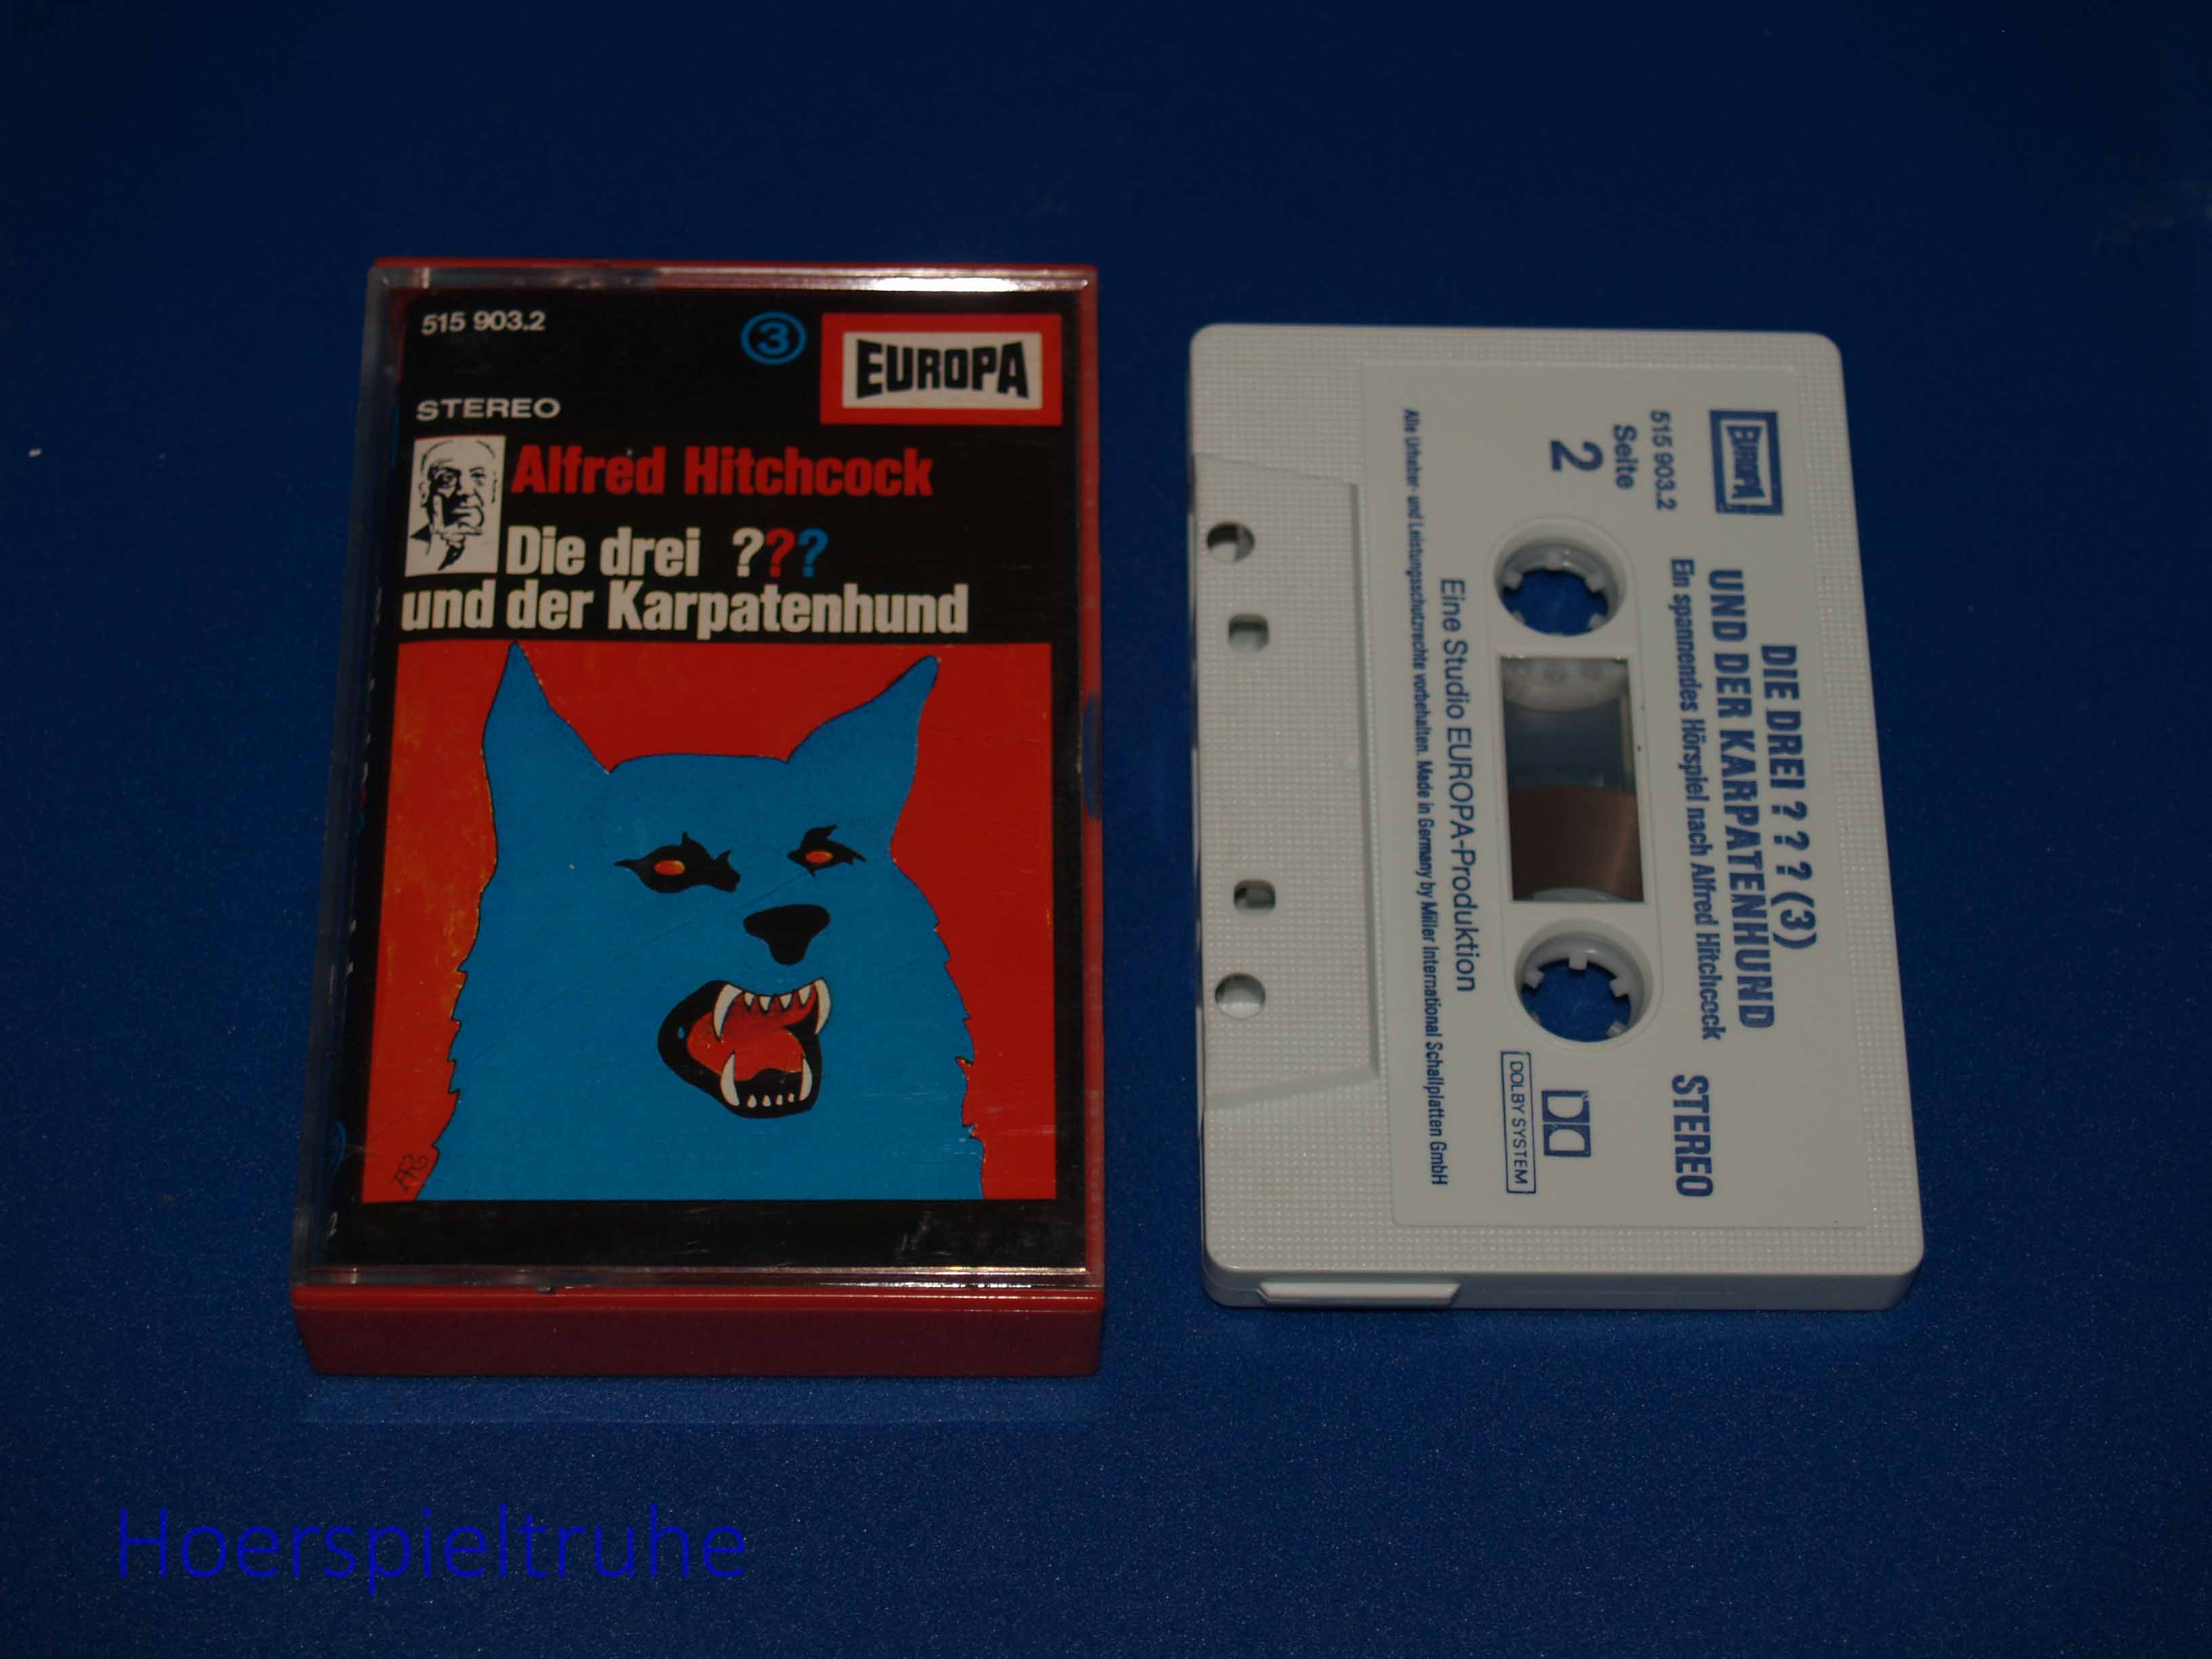 515 903.2
3
EUROPA
STEREO
Alfred Hitchcock
Die drei ???
und der Karpatenhund
AR
EUROPA
DIE DREI ? ? ? (3)
UND DER KARPATENHUND
515 903.2
Ein spannendes Hörspiel nach Alfred Hitchcock
STEREO
Seite
2
DOLBY SYSTEM
Eine Studio EUROPA-Produktion
Alle Urheber- und Leistungsschutzrechte vorbehalten. Made in Germany by Miller International Schallplatten GmbH
Hoerspieltruhe